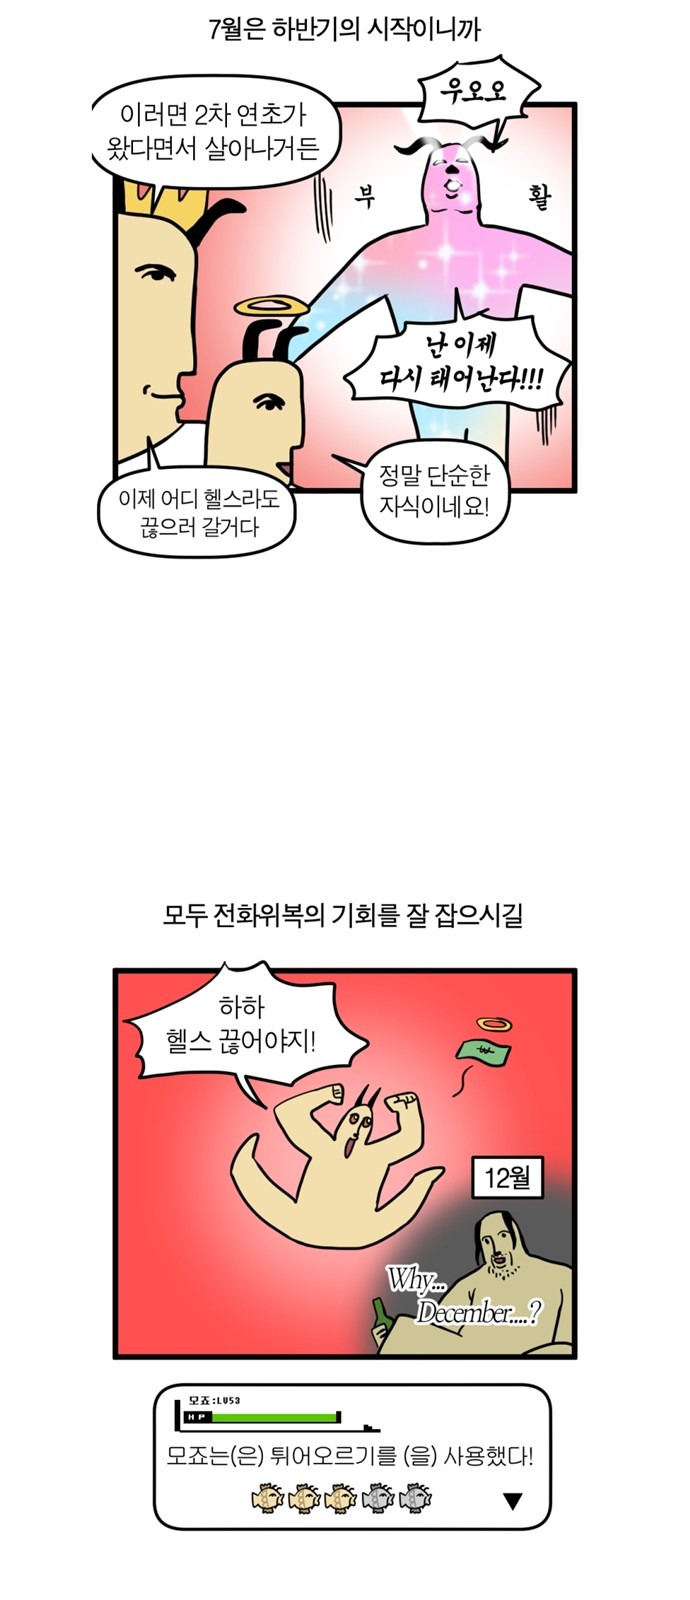 7월은 하반기의 시작이니까
이러면 2차 연초가
왔다면서 살아나거든
우오오
부 활
난 이제
다시 태어난다!!!
이제 어디 헬스라도
끊으러 갈거다
정말 단순한
자식이네요!
모두 전화위복의 기회를 잘 잡으시길
하하
헬스 끊어야지!
₩
12월
Why...
December....?
모죠:LV53
HP
모죠는(은) 튀어오르기를 (을) 사용했다!
▼